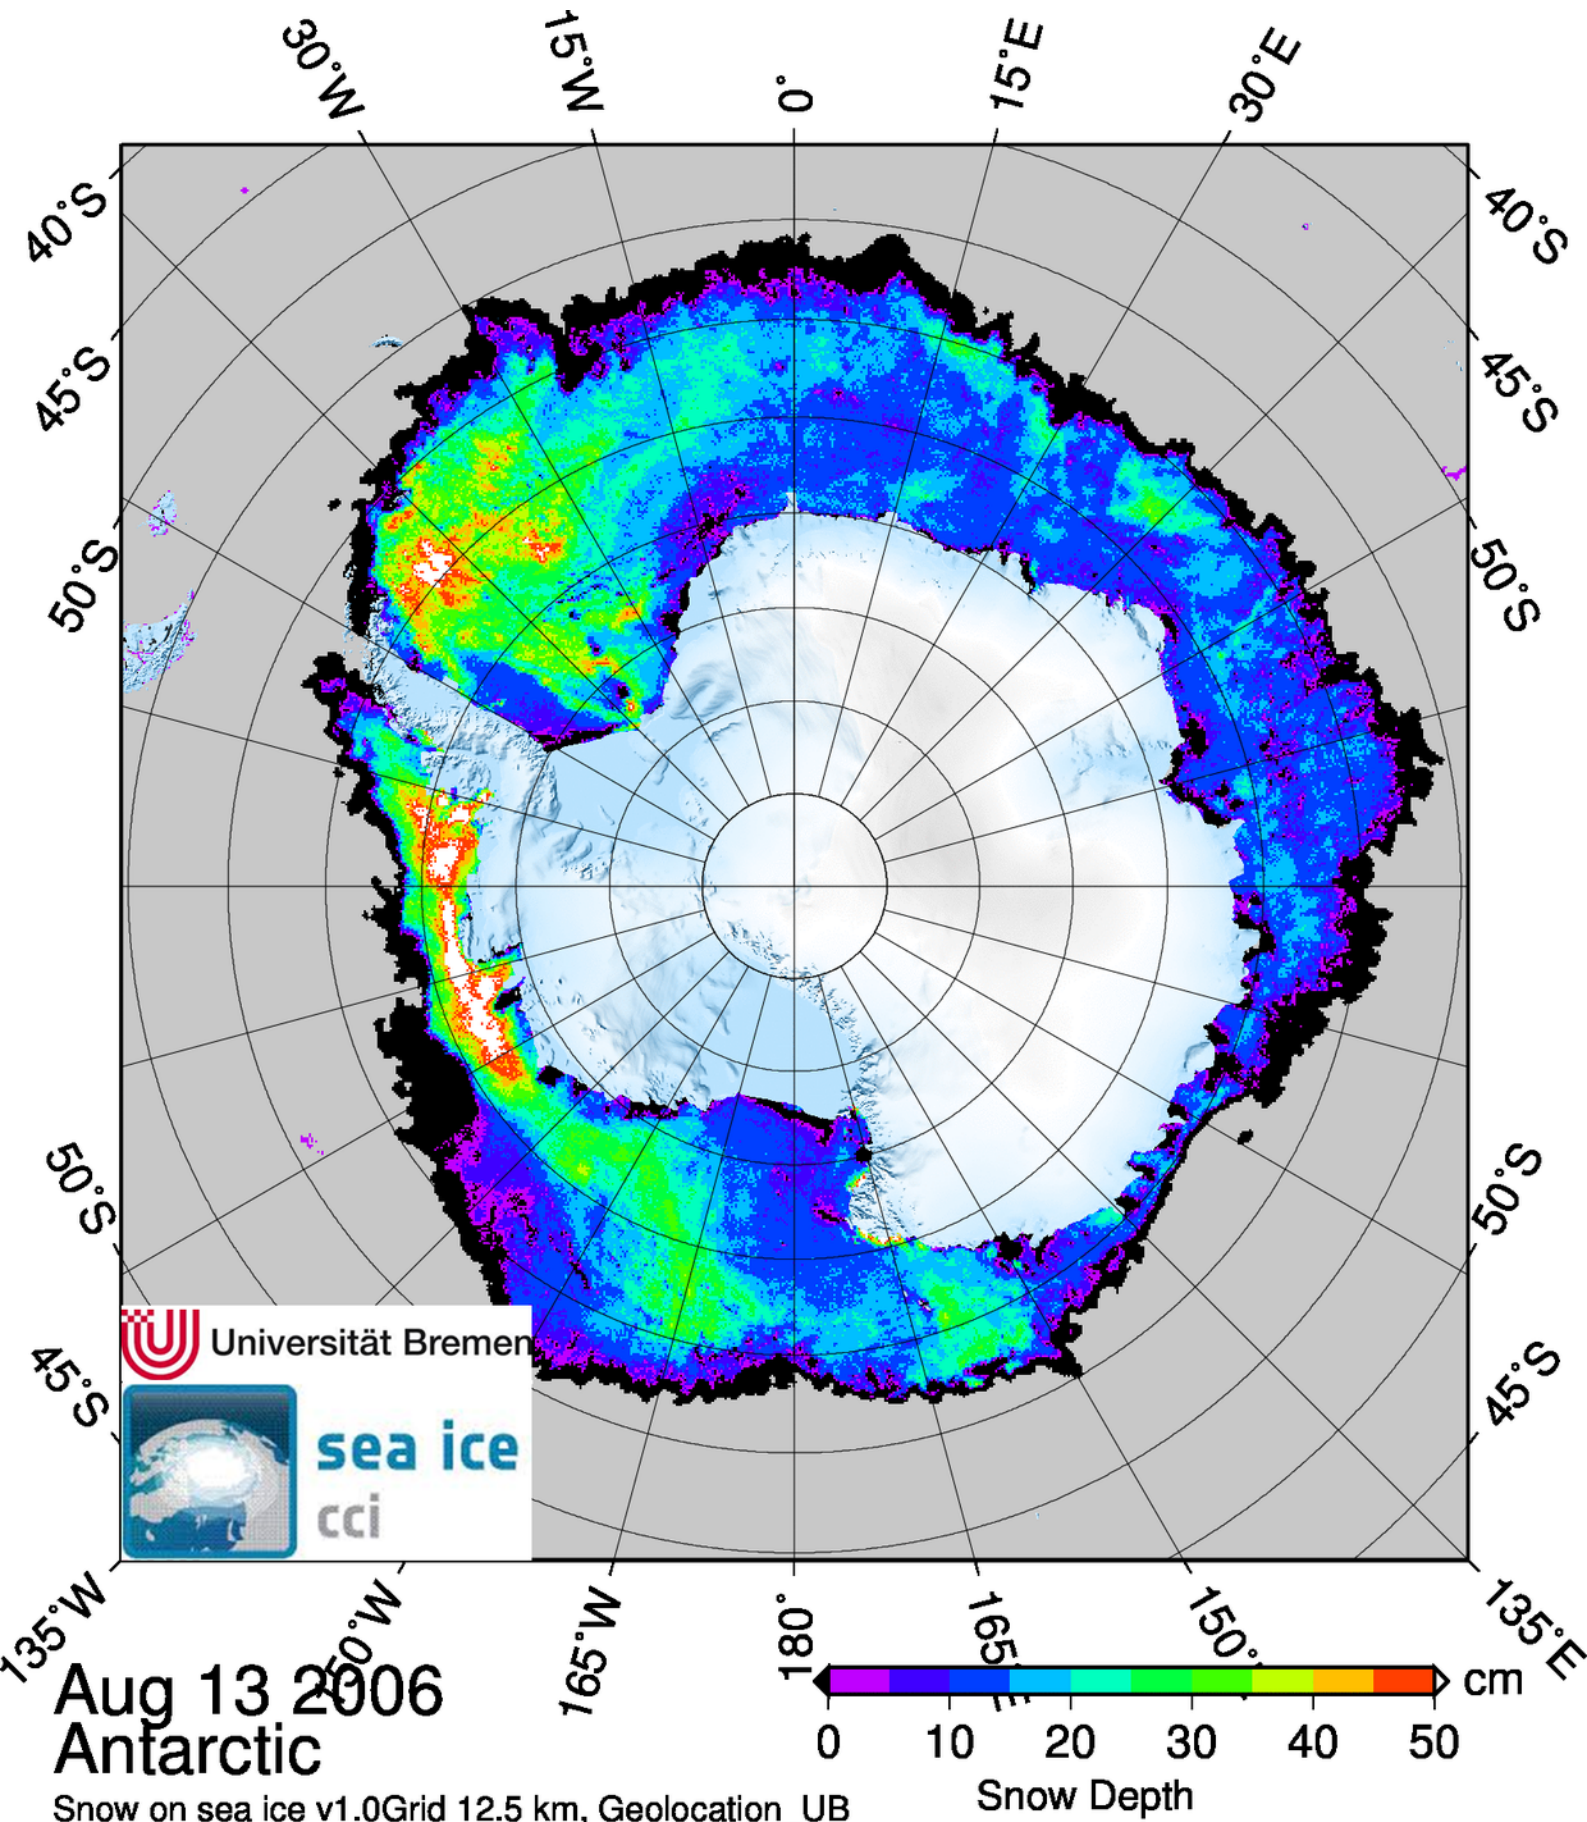 30°W 15°W 0° 15°E 30°E
40°S 40°S
45°S 45°S
50°S 50°S
50°S 50°S
45°S 45°S
Universität Bremen
sea ice
cci
135°W 165°W 180° 165° 150° 135°E
Aug 13 2006
Antarctic
Snow on sea ice v1.0Grid 12.5 km, Geolocation UB
cm
0 10 20 30 40 50
Snow Depth